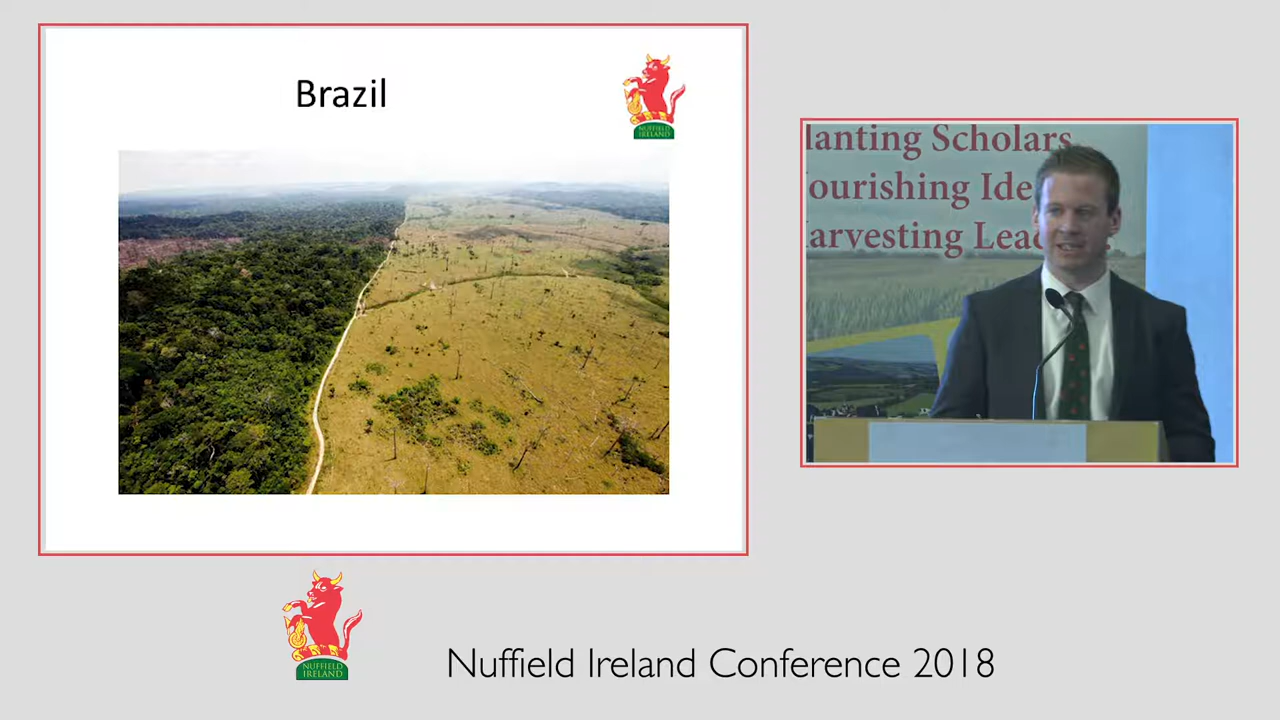 Brazil
NUFFIELD
IRELAND
lanting Scholars
ourishing Ide
arvesting Lead
NUFFIELD
IRELAND
Nuffield Ireland Conference 2018